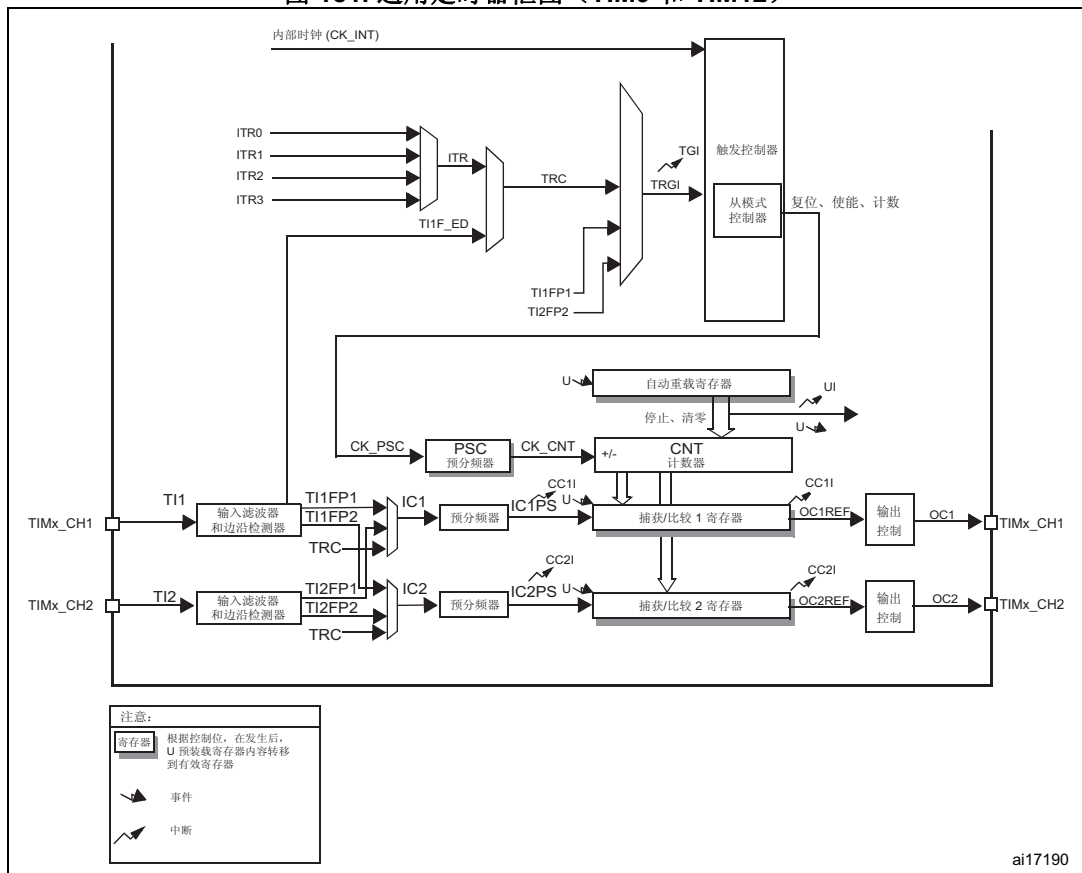 内部时钟 (CK_INT)
ITR0
ITR1
ITR2
ITR3
ITR
TI1F_ED
TRC
TI1FP1
TI2FP2
TGI
TRGI
触发控制器
从模式
控制器
复位、使能、计数
U
自动重载寄存器
UI
停止、清零
U
CK_PSC
PSC
预分频器
CK_CNT
+/-
CNT
计数器
TIMx_CH1
TI1
输入滤波器
和边沿检测器
TI1FP1
TI1FP2
TRC
IC1
预分频器
CC1I
IC1PS
U
捕获/比较 1 寄存器
CC1I
OC1REF
输出
控制
OC1
TIMx_CH1
TIMx_CH2
TI2
输入滤波器
和边沿检测器
TI2FP1
TI2FP2
TRC
IC2
预分频器
CC2I
IC2PS
U
捕获/比较 2 寄存器
CC2I
OC2REF
输出
控制
OC2
TIMx_CH2
注意:
寄存器
根据控制位，在发生后，
U 预装载寄存器内容转移
到有效寄存器
事件
中断
ai17190